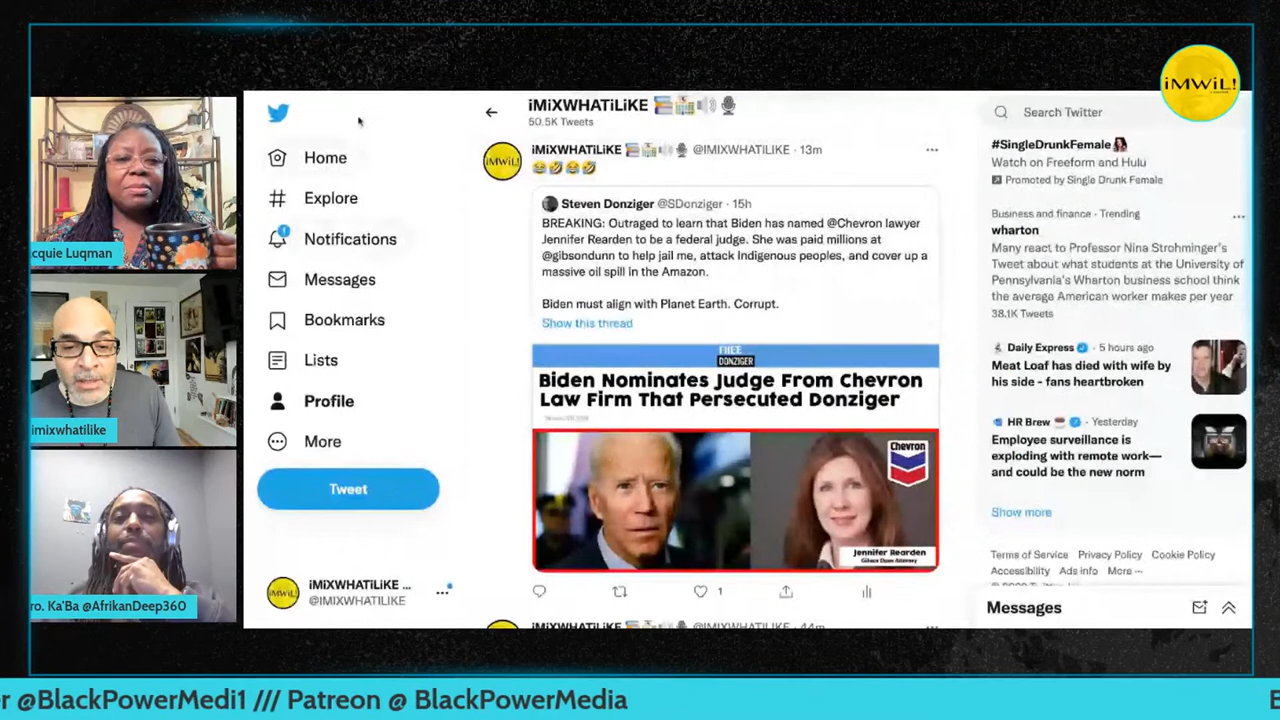 iMWiL!
cquie Luqman
imixwhatilike
ro. Ka'Ba @AfrikanDeep360
Home
Explore
Notifications
Messages
Bookmarks
Lists
Profile
More
Tweet
iMiXWHATiLiKE ...
@IMIXWHATILIKE
iMiXWHATiLiKE
50.5K Tweets
iMWiL!
iMiXWHATiLiKE @IMIXWHATILIKE · 13m
Steven Donziger @SDonziger · 15h
BREAKING: Outraged to learn that Biden has named @Chevron lawyer
Jennifer Rearden to be a federal judge. She was paid millions at
@gibsondunn to help jail me, attack Indigenous peoples, and cover up a
massive oil spill in the Amazon.
Biden must align with Planet Earth. Corrupt.
Show this thread
FREE
DONZIGER
Biden Nominates Judge From Chevron
Law Firm That Persecuted Donziger
Chevron
Jennifer Rearden
Gibson Dunn Attorney
1
iMiXWHATiLiKE @IMIXWHATILIKE · 44m
Search Twitter
#SingleDrunkFemale
Watch on Freeform and Hulu
Promoted by Single Drunk Female
Business and finance · Trending
wharton
Many react to Professor Nina Strohminger's
Tweet about what students at the University of
Pennsylvania's Wharton business school think
the average American worker makes per year
38.1K Tweets
Daily Express · 5 hours ago
Meat Loaf has died with wife by
his side - fans heartbroken
HR Brew · Yesterday
Employee surveillance is
exploding with remote work—
and could be the new norm
Show more
Terms of Service Privacy Policy Cookie Policy
Accessibility Ads info More ...
Messages
iMWiL!
r @BlackPowerMedi1 /// Patreon @ BlackPowerMedia
E